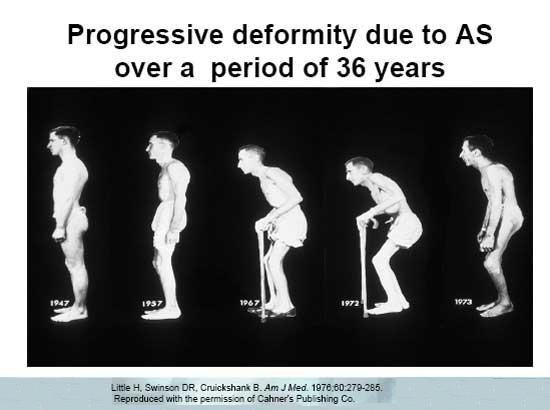 Progressive deformity due to AS
over a period of 36 years
1947 1957 1967 1972 1973
Little H, Swinson DR, Cruickshank B. Am J Med. 1976;60:279-285.
Reproduced with the permission of Cahner's Publishing Co.